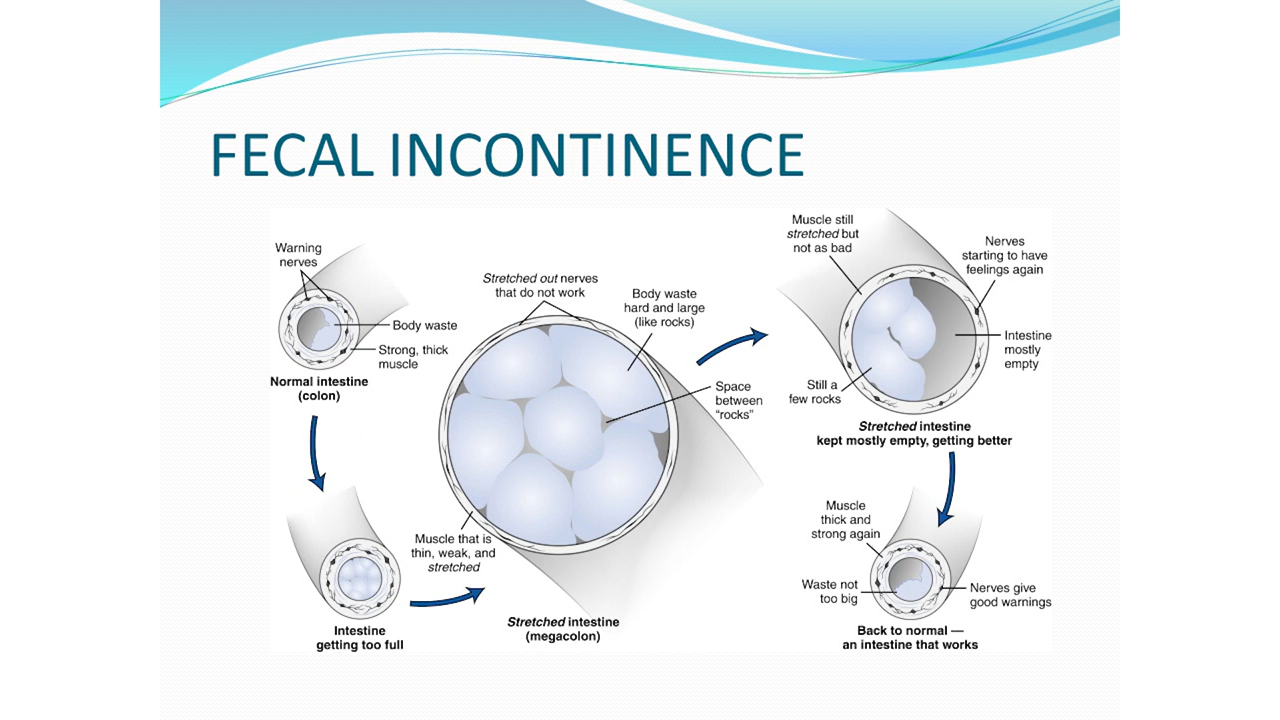 FECAL INCONTINENCE
Warning
nerves
Body waste
Strong, thick
muscle
Normal intestine
(colon)
Intestine
getting too full
Stretched out nerves
that do not work
Body waste
hard and large
(like rocks)
Space
between
“rocks”
Muscle that is
thin, weak, and
stretched
Stretched intestine
(megacolon)
Muscle still
stretched but
not as bad
Nerves
starting to have
feelings again
Intestine
mostly
empty
Still a
few rocks
Stretched intestine
kept mostly empty, getting better
Muscle
thick and
strong again
Waste not
too big
Nerves give
good warnings
Back to normal —
an intestine that works